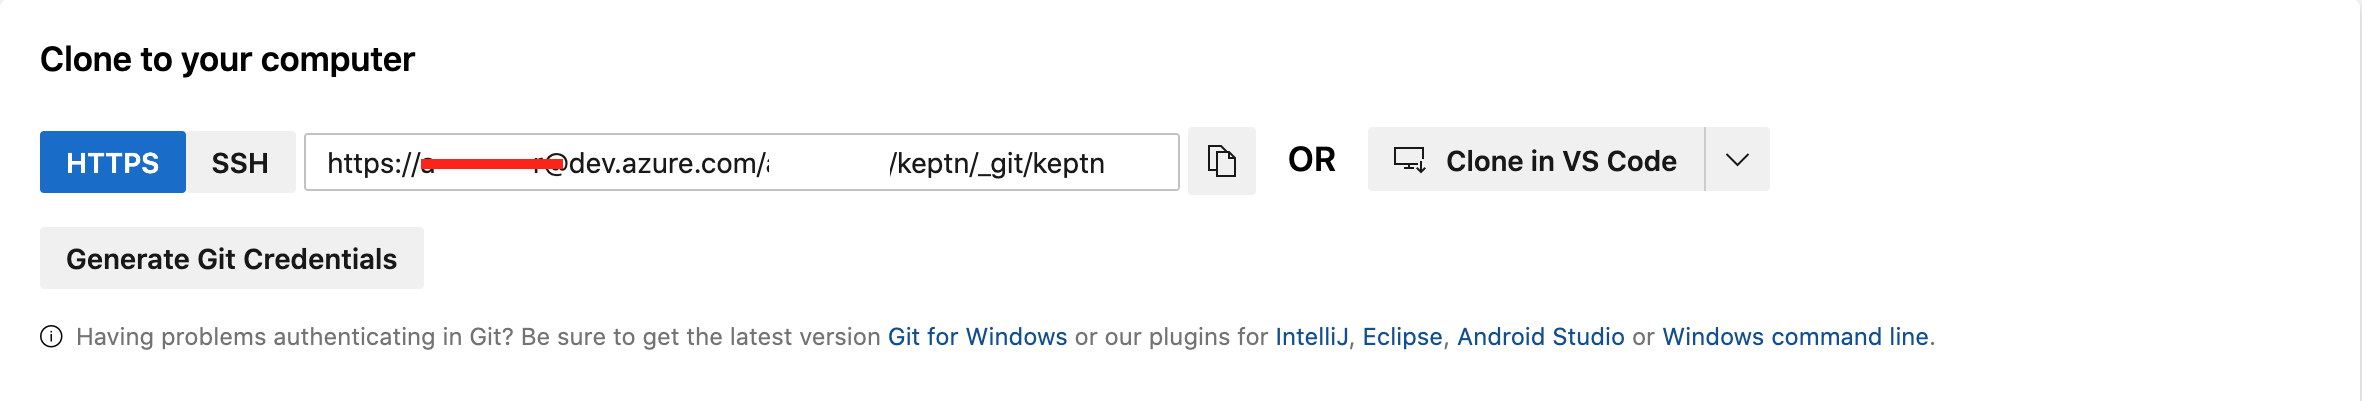 Clone to your computer
HTTPS SSH https:// @dev.azure.com/ /keptn/_git/keptn OR Clone in VS Code
Generate Git Credentials
Having problems authenticating in Git? Be sure to get the latest version Git for Windows or our plugins for IntelliJ, Eclipse, Android Studio or Windows command line.